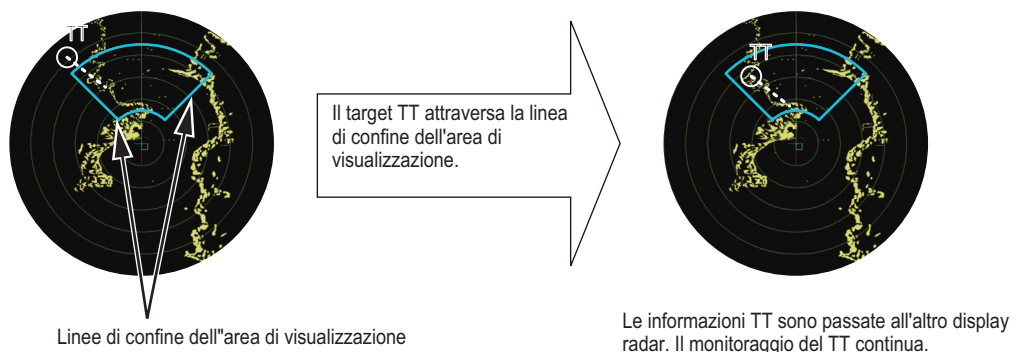 TT
TT
Il target TT attraversa la linea
di confine dell'area di
visualizzazione.
Linee di confine dell"area di visualizzazione
Le informazioni TT sono passate all'altro display
radar. Il monitoraggio del TT continua.